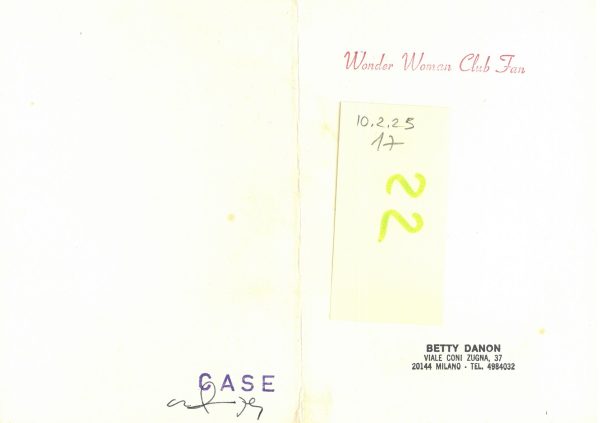 Wonder Woman Club Fan
10.2.25
17
22
BETTY DANON
VIALE CONI ZUGNA, 37
20144 MILANO - TEL. 4984032
CASE